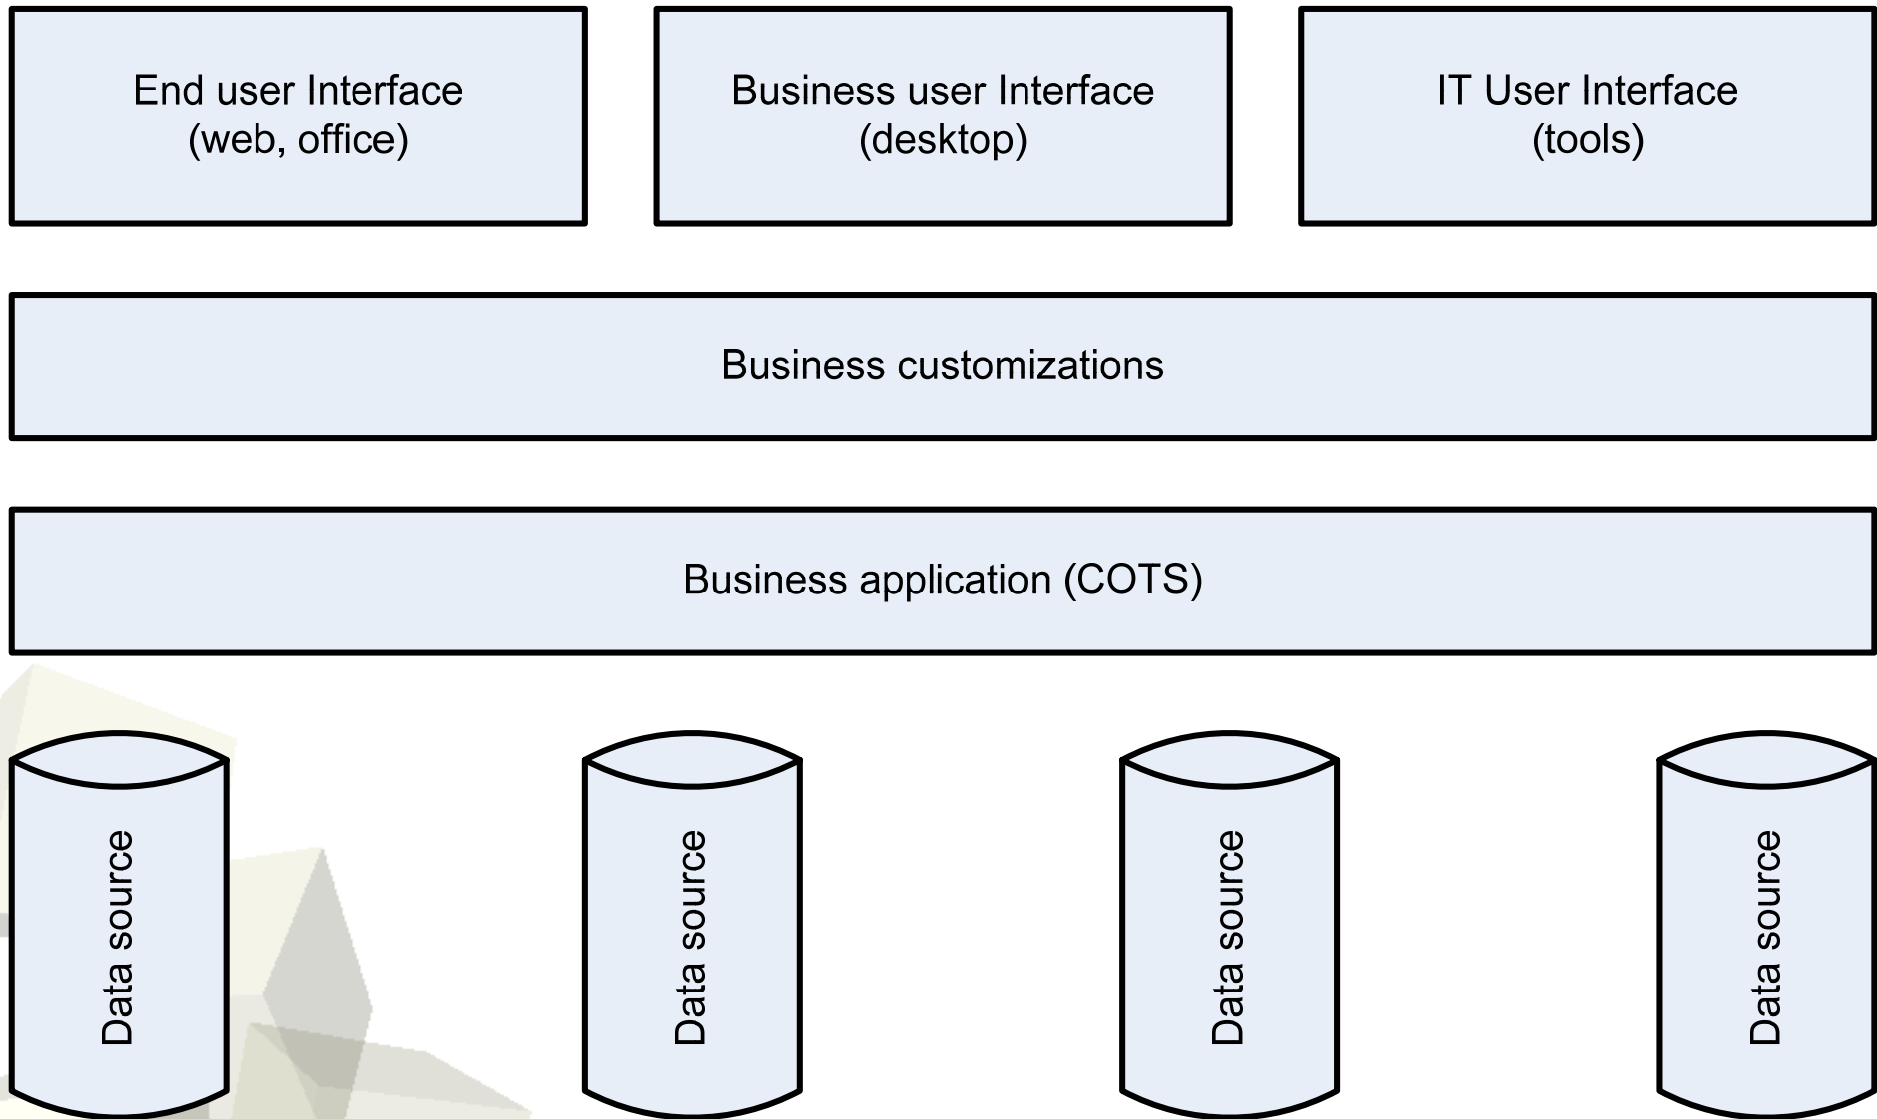 End user Interface
(web, office)
Business user Interface
(desktop)
IT User Interface
(tools)
Business customizations
Business application (COTS)
Data source
Data source
Data source
Data source